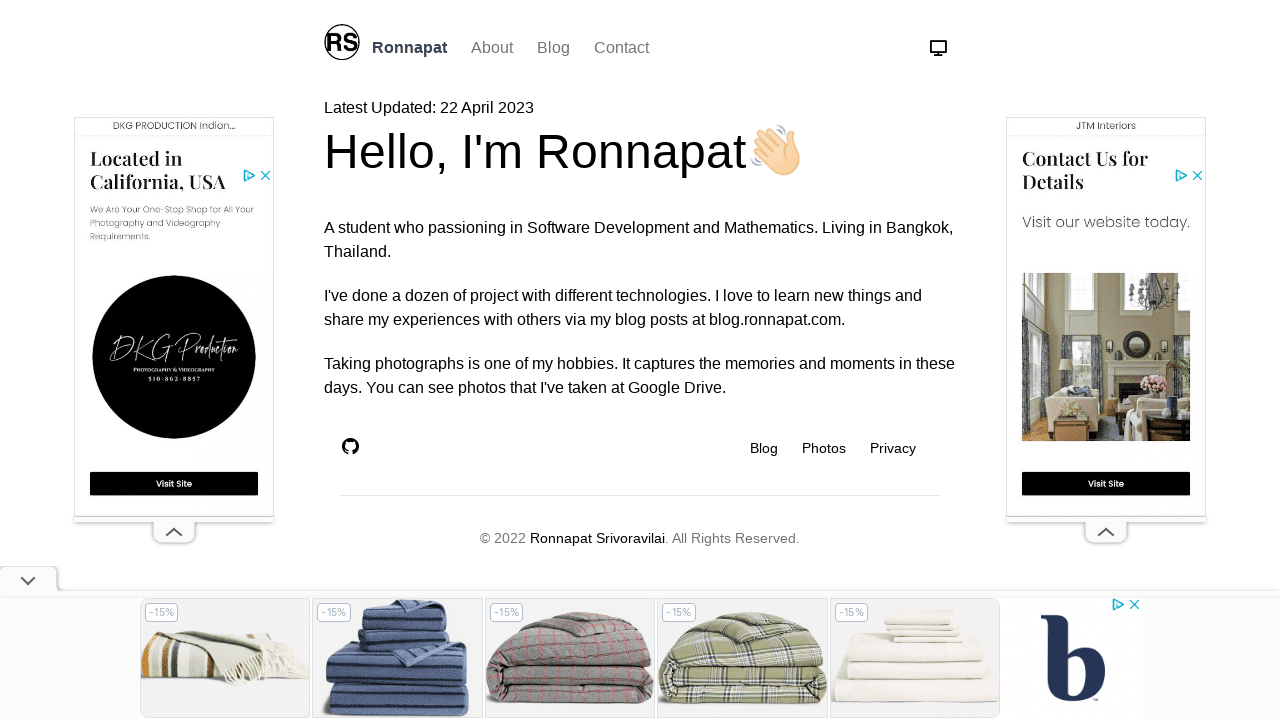 RS
Ronnapat
About
Blog
Contact
Latest Updated: 22 April 2023
Hello, I'm Ronnapat
A student who passioning in Software Development and Mathematics. Living in Bangkok,
Thailand.
I've done a dozen of project with different technologies. I love to learn new things and
share my experiences with others via my blog posts at blog.ronnapat.com.
Taking photographs is one of my hobbies. It captures the memories and moments in these
days. You can see photos that I've taken at Google Drive.
Blog
Photos
Privacy
© 2022 Ronnapat Srivoravilai. All Rights Reserved.
DKG PRODUCTION Indian...
Located in
California, USA
We Are Your One-Stop Shop for All Your
Photography and Videography
Requirements.
DKG Production
PHOTOGRAPHY & VIDEOGRAPHY
510-862-8857
Visit Site
JTM Interiors
Contact Us for
Details
Visit our website today.
Visit Site
-15%
-15%
-15%
-15%
-15%
b